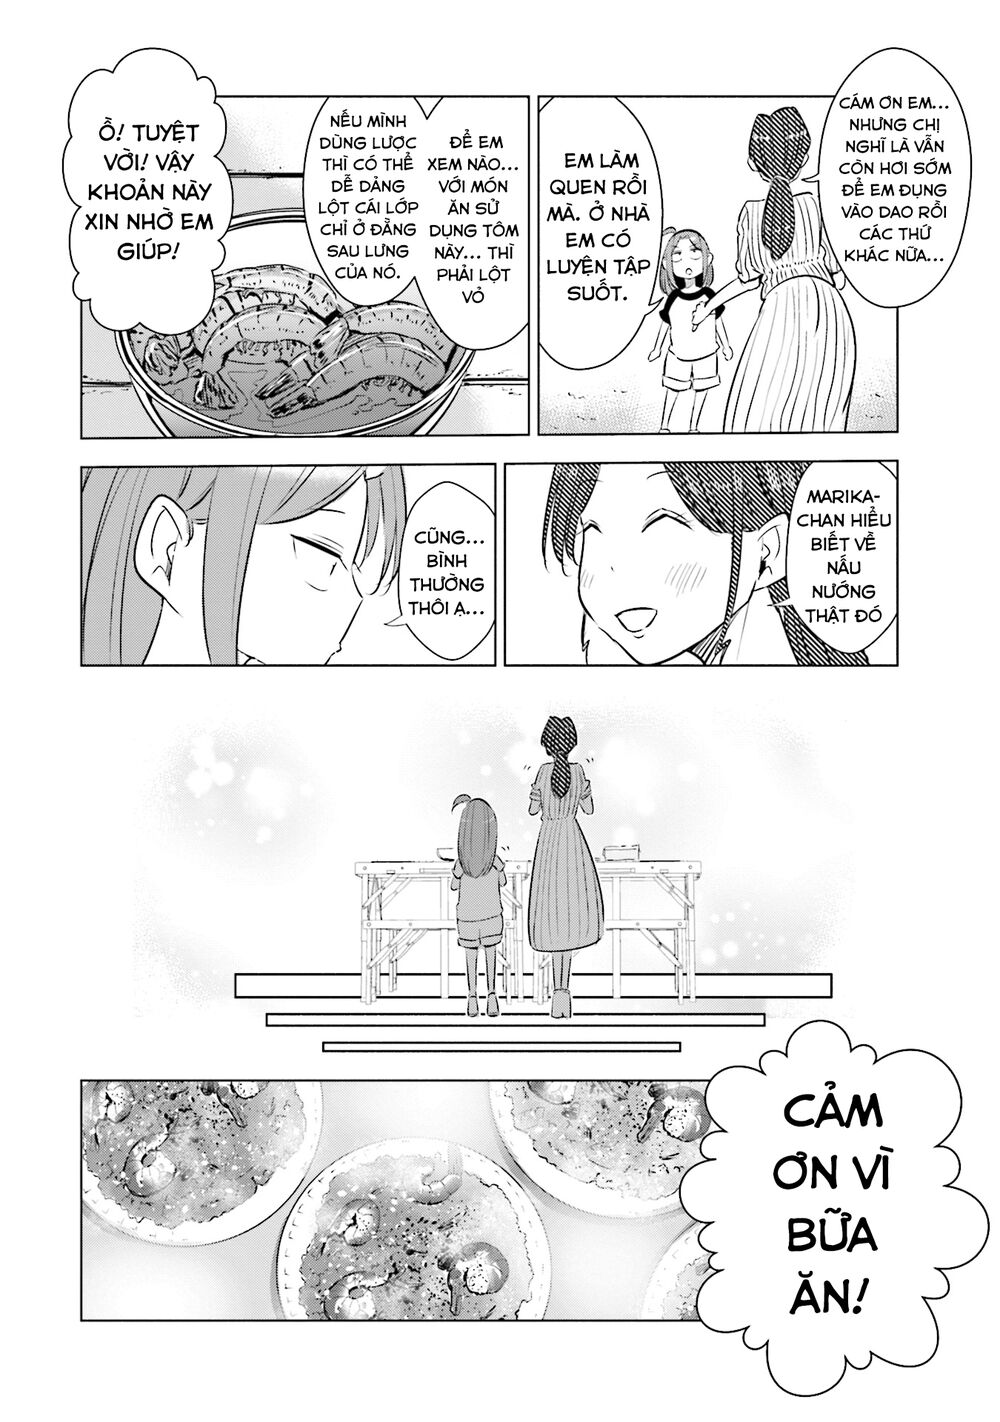 CÁM ƠN EM...
NHƯNG CHỊ
NGHĨ LÀ VẪN
CÒN HƠI SỚM
ĐỂ EM ĐỤNG
VÀO DAO RỒI
CÁC THỨ
KHÁC NỮA...
EM LÀM
QUEN RỒI
MÀ. Ở NHÀ
EM CÓ
LUYỆN TẬP
SUỐT.
ĐỂ EM
XEM NÀO...
VỚI MÓN
ĂN SỬ
DỤNG TÔM
NÀY... THÌ
PHẢI LỘT
VỎ
NẾU MÌNH
DÙNG LƯỢC
THÌ CÓ THỂ
DỄ DÀNG
LỘT CÁI LỚP
CHỈ Ở ĐẰNG
SAU LƯNG
CỦA NÓ.
Ồ! TUYỆT
VỜI! VẬY
KHOẢN NÀY
XIN NHỜ EM
GIÚP!
MARIKA-
CHAN HIỂU
BIẾT VỀ
NẤU
NƯỚNG
THẬT ĐÓ
CŨNG...
BÌNH
THƯỜNG
THÔI Ạ...
CẢM
ƠN VÌ
BỮA
ĂN!